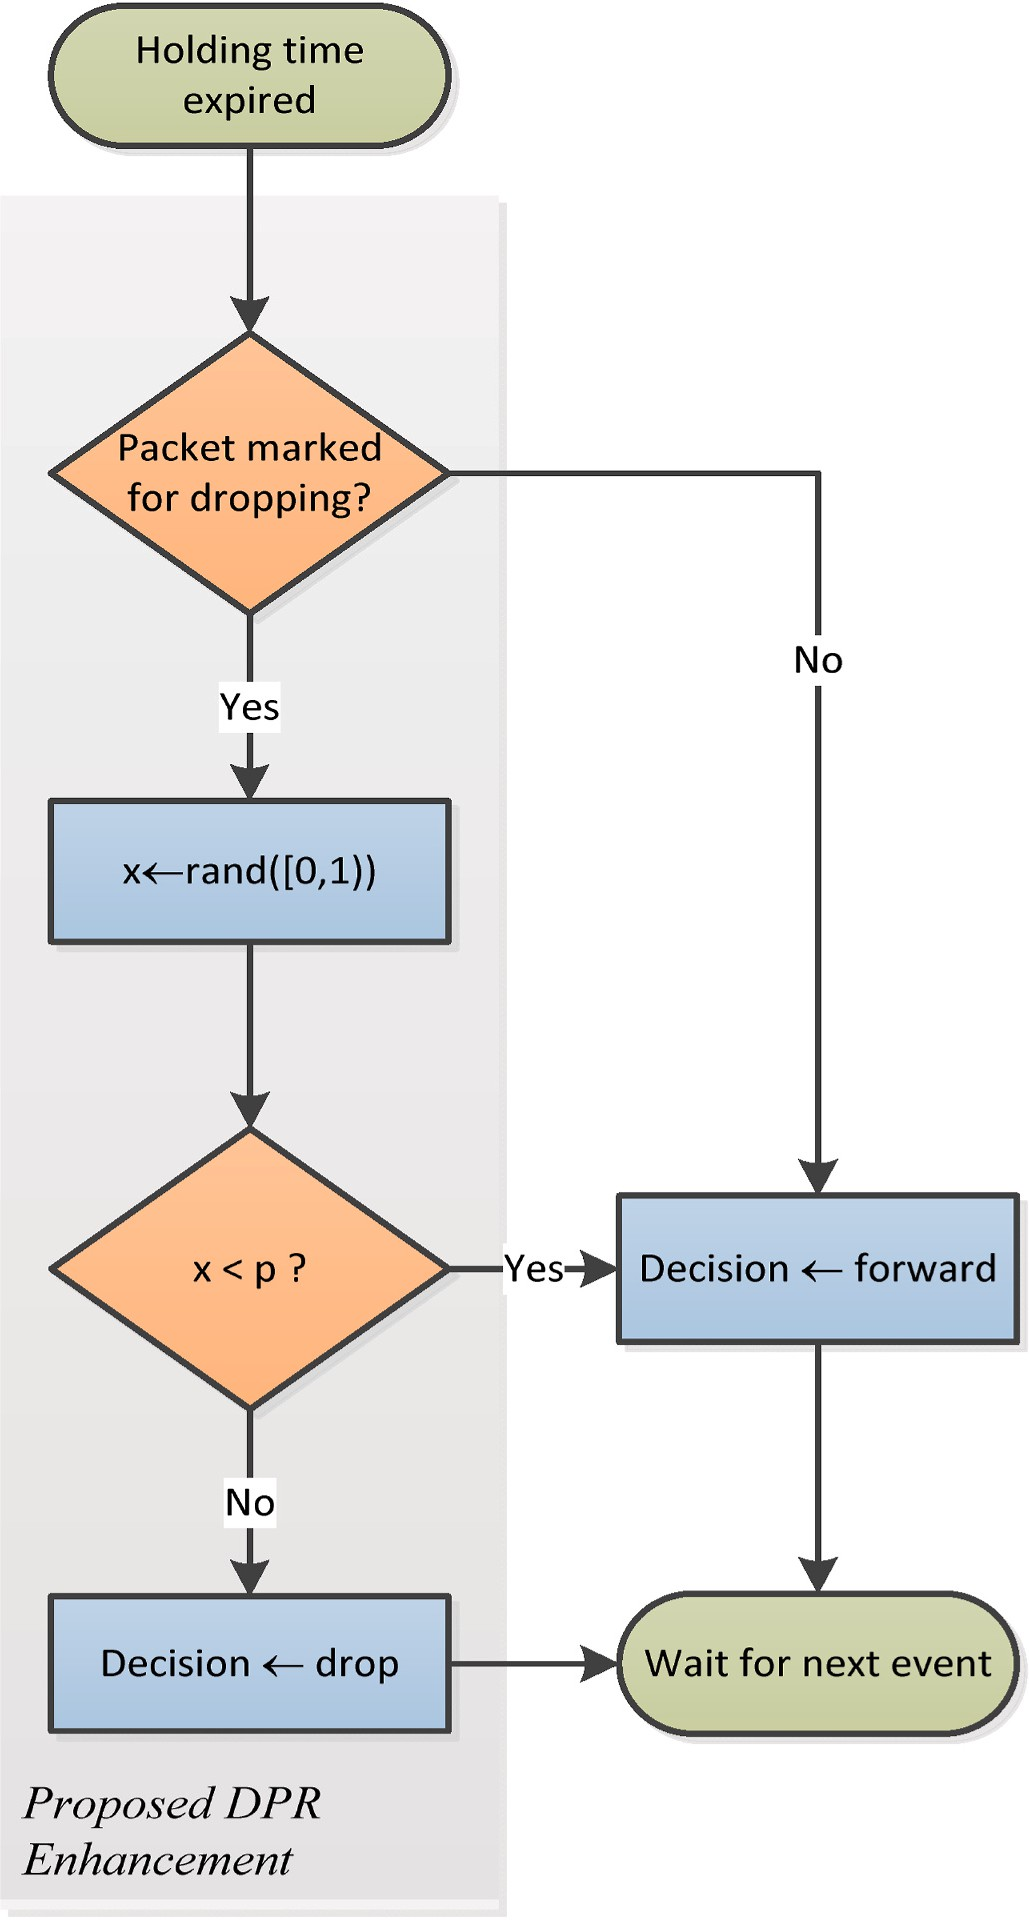 Holding time
expired
Packet marked
for dropping?
No
Yes
x←rand([0,1))
x < p ?
Yes
Decision ← forward
No
Decision ← drop
Wait for next event
Proposed DPR
Enhancement